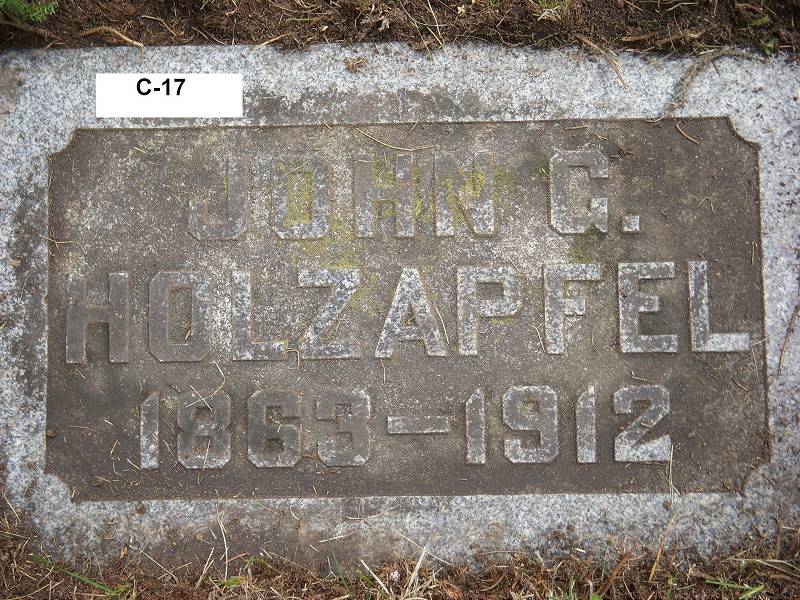 C-17
JOHN G.
HOLZAPFEL
1863-1912